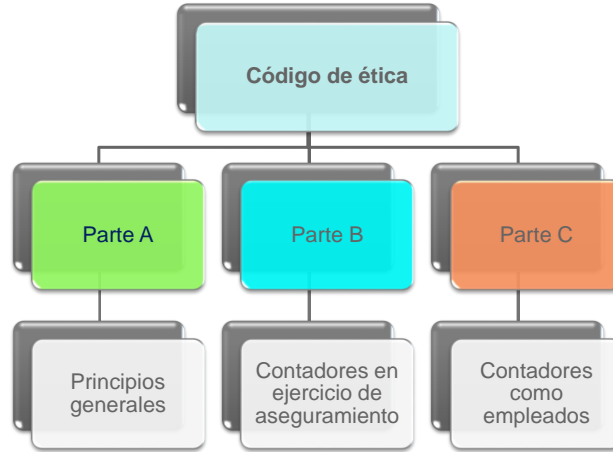 Código de ética
Parte A
Parte B
Parte C
Principios
generales
Contadores en
ejercicio de
aseguramiento
Contadores
como
empleados